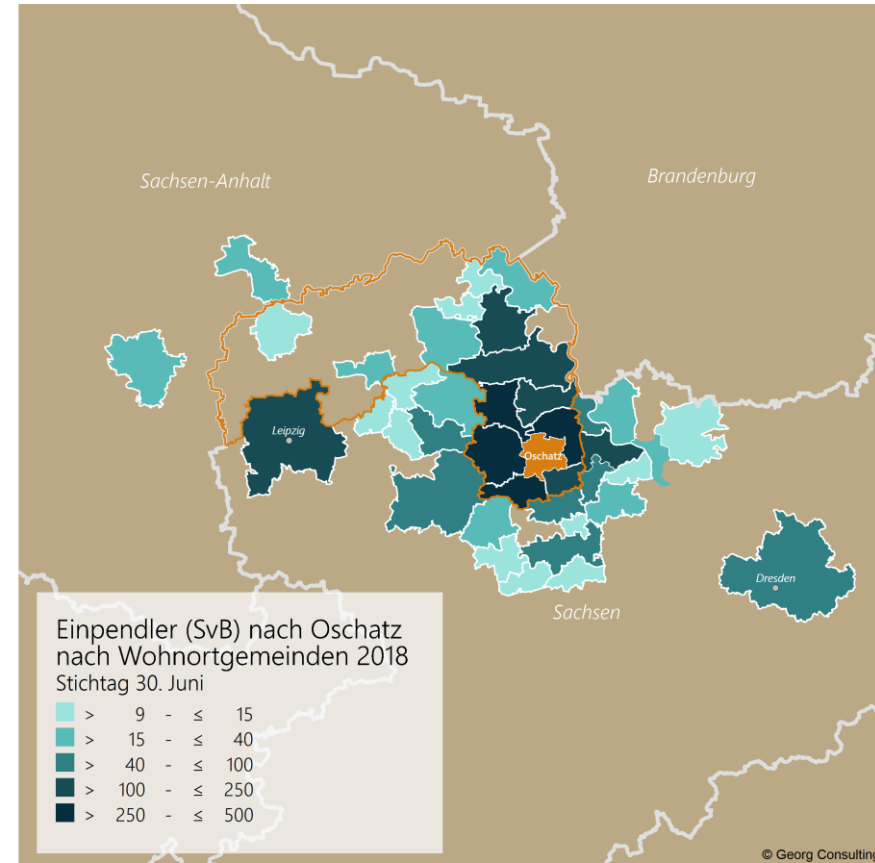 Sachsen-Anhalt
Brandenburg
Leipzig
Oschatz
Dresden
Sachsen
Einpendler (SvB) nach Oschatz
nach Wohnortgemeinden 2018
Stichtag 30. Juni
> 9 - ≤ 15
> 15 - ≤ 40
> 40 - ≤ 100
> 100 - ≤ 250
> 250 - ≤ 500
© Georg Consulting